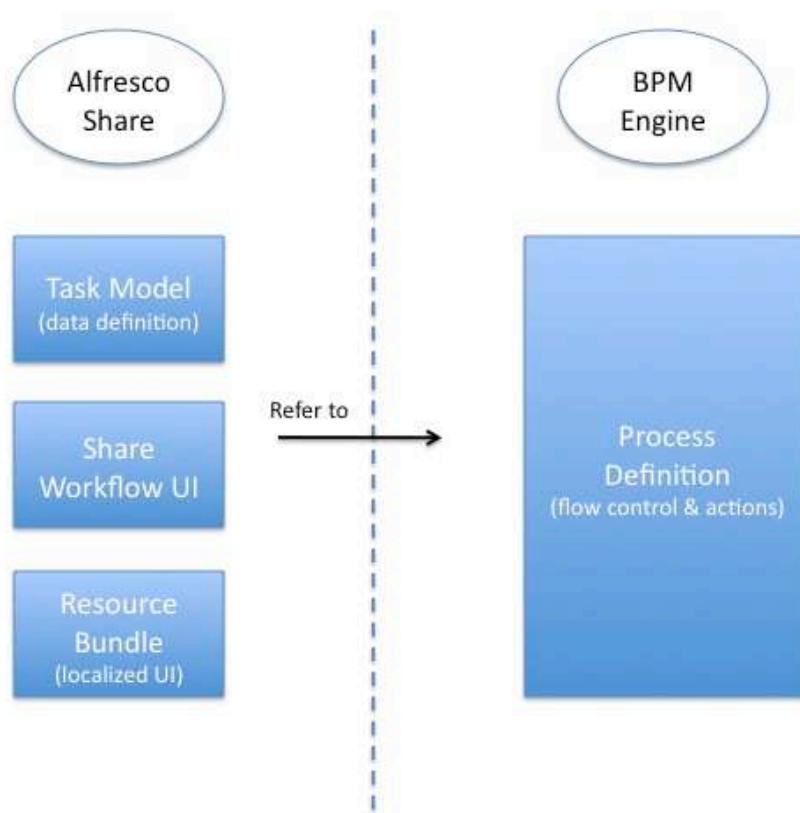 Alfresco
Share
BPM
Engine
Task Model
(data definition)
Refer to
Share
Workflow UI
Process
Definition
(flow control & actions)
Resource
Bundle
(localized UI)